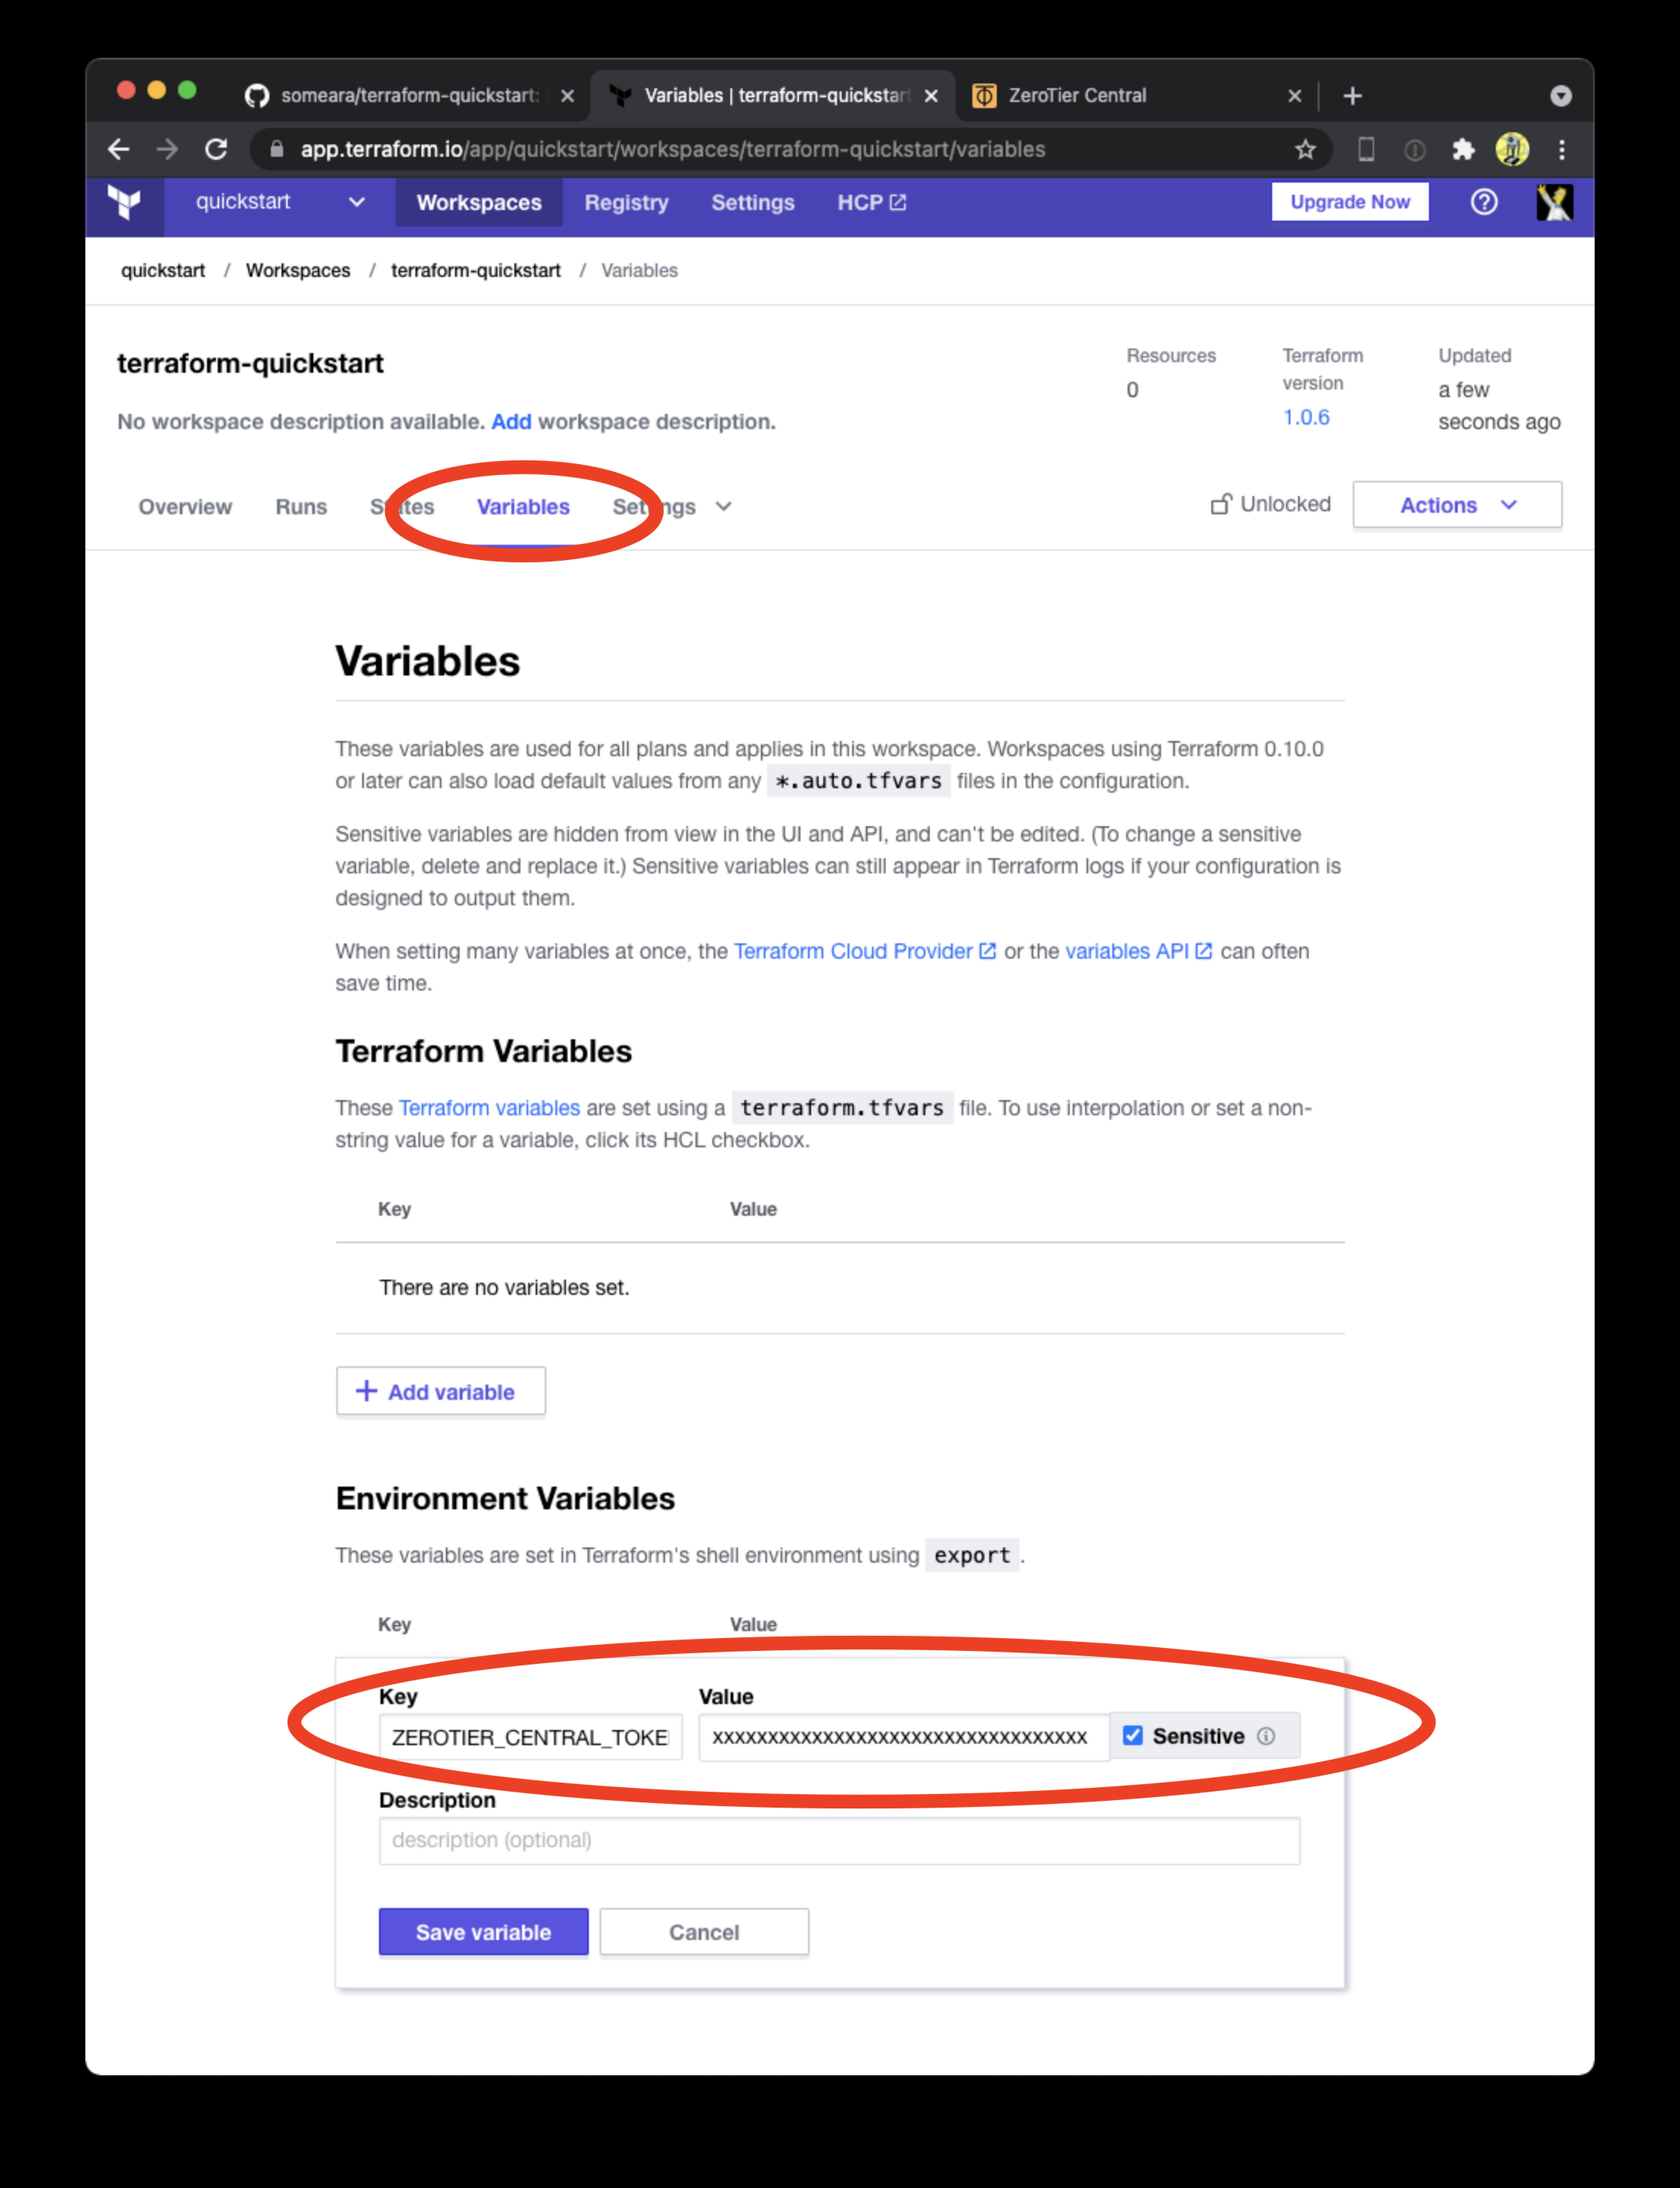 someara/terraform-quickstart:
Variables | terraform-quickstart
ZeroTier Central
app.terraform.io/app/quickstart/workspaces/terraform-quickstart/variables
quickstart
Workspaces
Registry
Settings
HCP
Upgrade Now
quickstart / Workspaces / terraform-quickstart / Variables
terraform-quickstart
No workspace description available. Add workspace description.
Resources
0
Terraform
version
1.0.6
Updated
a few
seconds ago
Overview
Runs
States
Variables
Settings
Unlocked
Actions
Variables
These variables are used for all plans and applies in this workspace. Workspaces using Terraform 0.10.0
or later can also load default values from any *.auto.tfvars files in the configuration.
Sensitive variables are hidden from view in the UI and API, and can't be edited. (To change a sensitive
variable, delete and replace it.) Sensitive variables can still appear in Terraform logs if your configuration is
designed to output them.
When setting many variables at once, the Terraform Cloud Provider or the variables API can often
save time.
Terraform Variables
These Terraform variables are set using a terraform.tfvars file. To use interpolation or set a non-
string value for a variable, click its HCL checkbox.
Key Value
There are no variables set.
+ Add variable
Environment Variables
These variables are set in Terraform's shell environment using export .
Key Value
Key Value
ZEROTIER_CENTRAL_TOKE xxxxxxxxxxxxxxxxxxxxxxxxxxxxxxxxxx Sensitive
Description
description (optional)
Save variable
Cancel